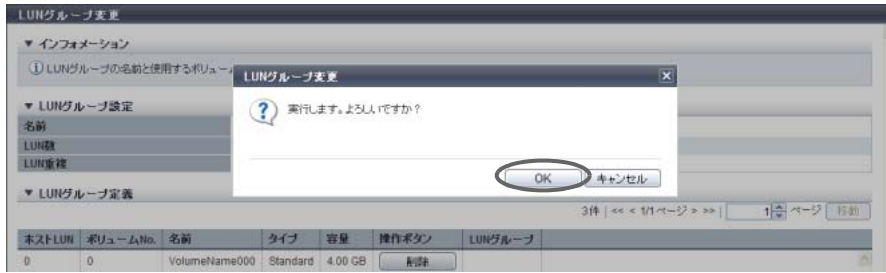 LUNグループ変更
▼ インフォメーション
LUNグループの名前と使用するボリューム
LUNグループ変更
実行します。よろしいですか?
OK キャンセル
▼ LUNグループ設定
名前
LUN数
LUN重複
▼ LUNグループ定義
3件 | << < 1/1ページ > >> | 1 ページ 移動
ホストLUN ボリュームNo. 名前 タイプ 容量 操作ボタン LUNグループ
0 0 VolumeName000 Standard 4.00 GB 削除